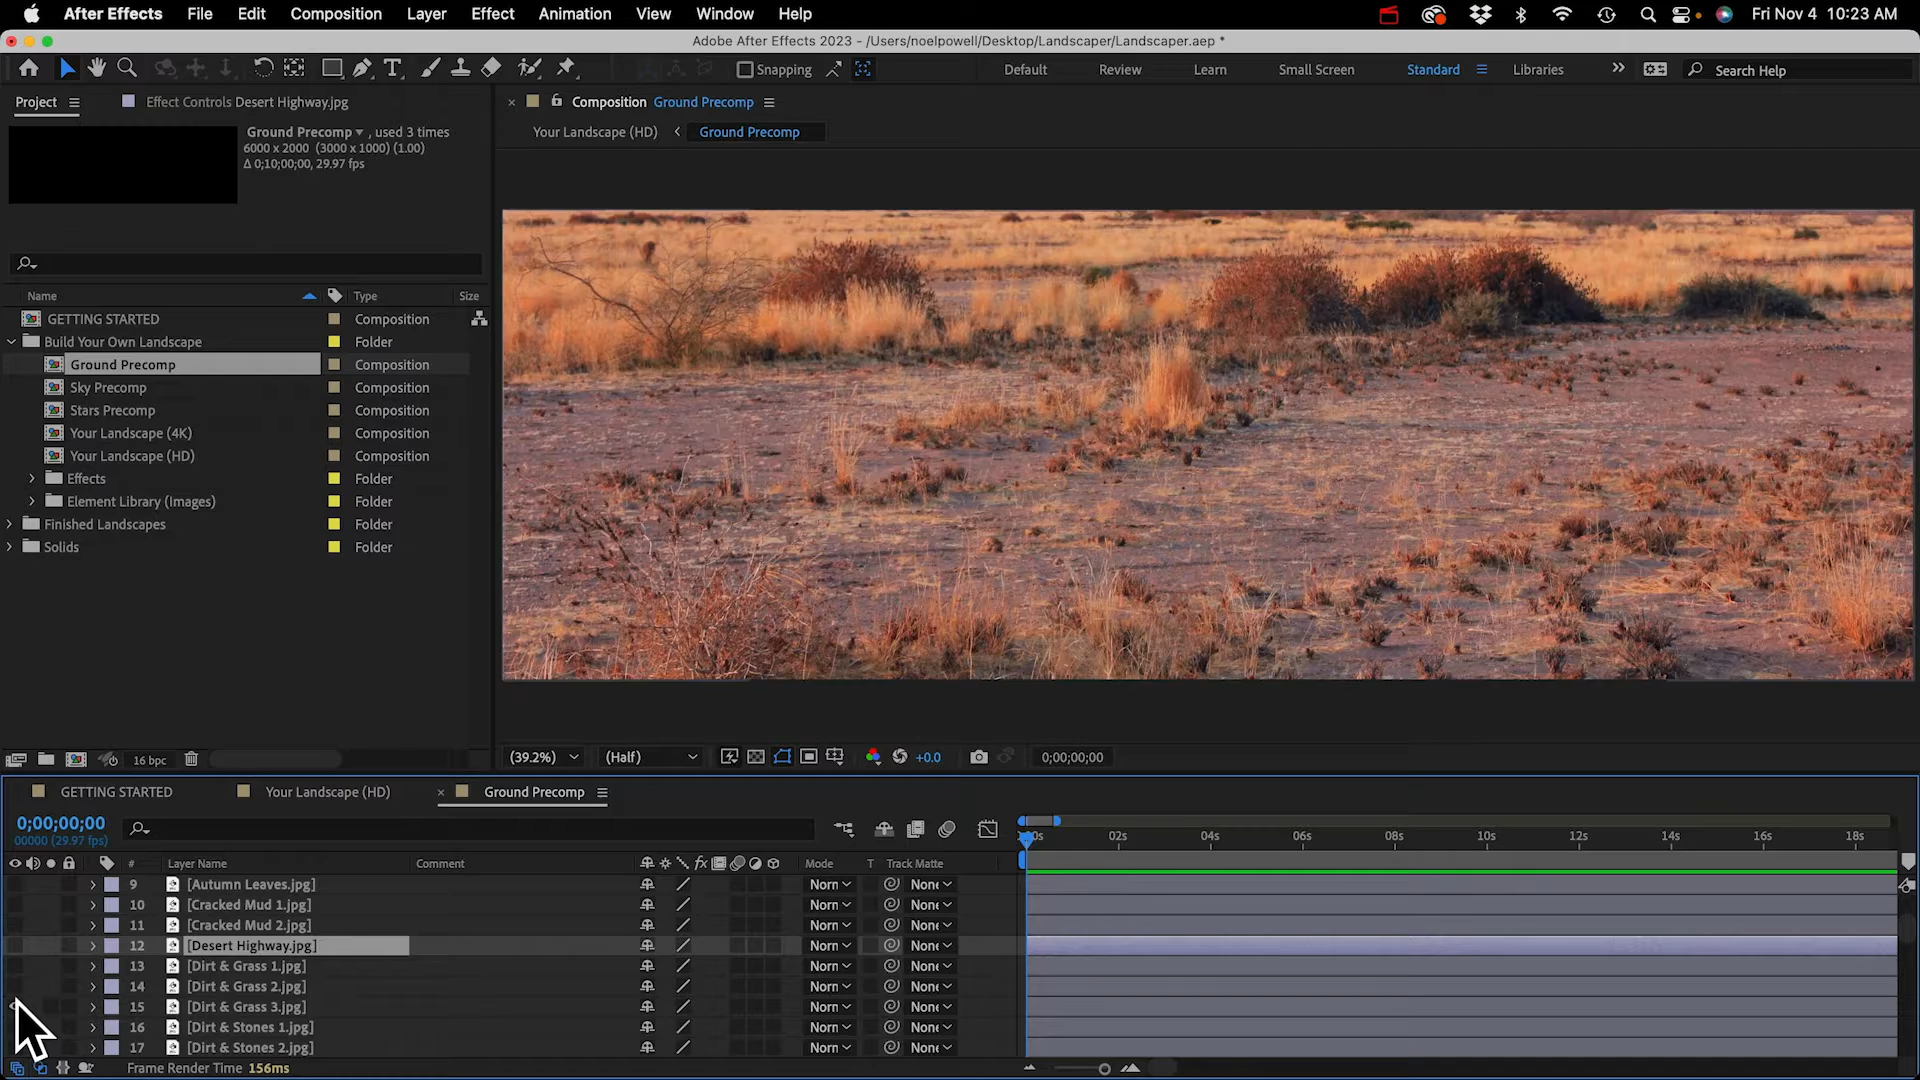 After Effects File Edit Composition Layer Effect Animation View Window Help Fri Nov 4 10:23 AM
Adobe After Effects 2023 - /Users/noelpowell/Desktop/Landscaper/Landscaper.aep *
Snapping Default Review Learn Small Screen Standard Libraries Search Help
Project Effect Controls Desert Highway.jpg
Composition Ground Precomp
Ground Precomp , used 3 times
6000 x 2000 (3000 x 1000) (1.00)
Δ 0;10;00;00, 29.97 fps
Your Landscape (HD) Ground Precomp
Name Type Size
GETTING STARTED Composition
Build Your Own Landscape Folder
Ground Precomp Composition
Sky Precomp Composition
Stars Precomp Composition
Your Landscape (4K) Composition
Your Landscape (HD) Composition
Effects Folder
Element Library (Images) Folder
Finished Landscapes Folder
Solids Folder
16 bpc
(39.2%) (Half) +0.0 0;00;00;00
GETTING STARTED Your Landscape (HD) Ground Precomp
0;00;00;00
00000 (29.97 fps)
02s 04s 06s 08s 10s 12s 14s 16s 18s
# Layer Name Comment Mode T Track Matte
9 [Autumn Leaves.jpg] Norn None
10 [Cracked Mud 1.jpg] Norn None
11 [Cracked Mud 2.jpg] Norn None
12 [Desert Highway.jpg] Norn None
13 [Dirt & Grass 1.jpg] Norn None
14 [Dirt & Grass 2.jpg] Norn None
15 [Dirt & Grass 3.jpg] Norn None
16 [Dirt & Stones 1.jpg] Norn None
17 [Dirt & Stones 2.jpg] Norn None
Frame Render Time 156ms